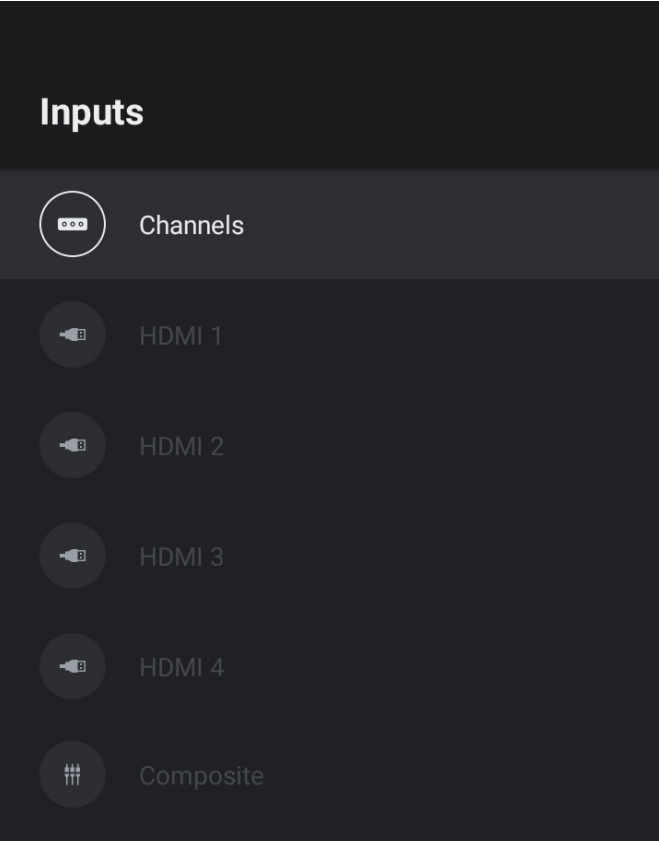 Inputs
Channels
HDMI 1
HDMI 2
HDMI 3
HDMI 4
Composite